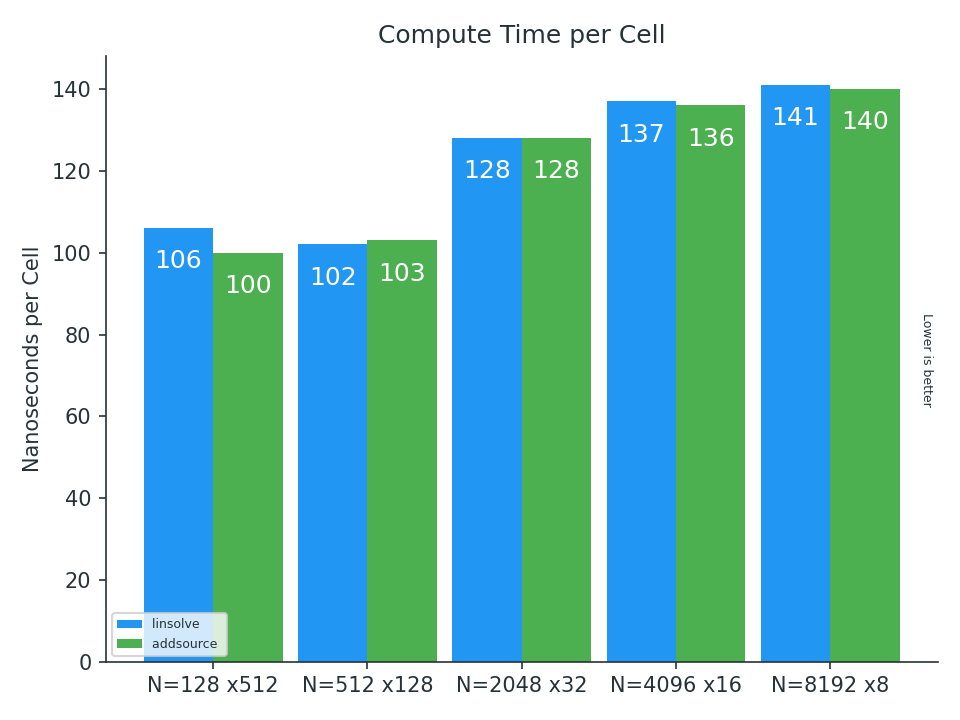 Compute Time per Cell
Nanoseconds per Cell
140
120
100
80
60
40
20
0
106
100
102
103
128
128
137
136
141
140
Lower is better
linsolve
addsource
N=128 x512
N=512 x128
N=2048 x32
N=4096 x16
N=8192 x8